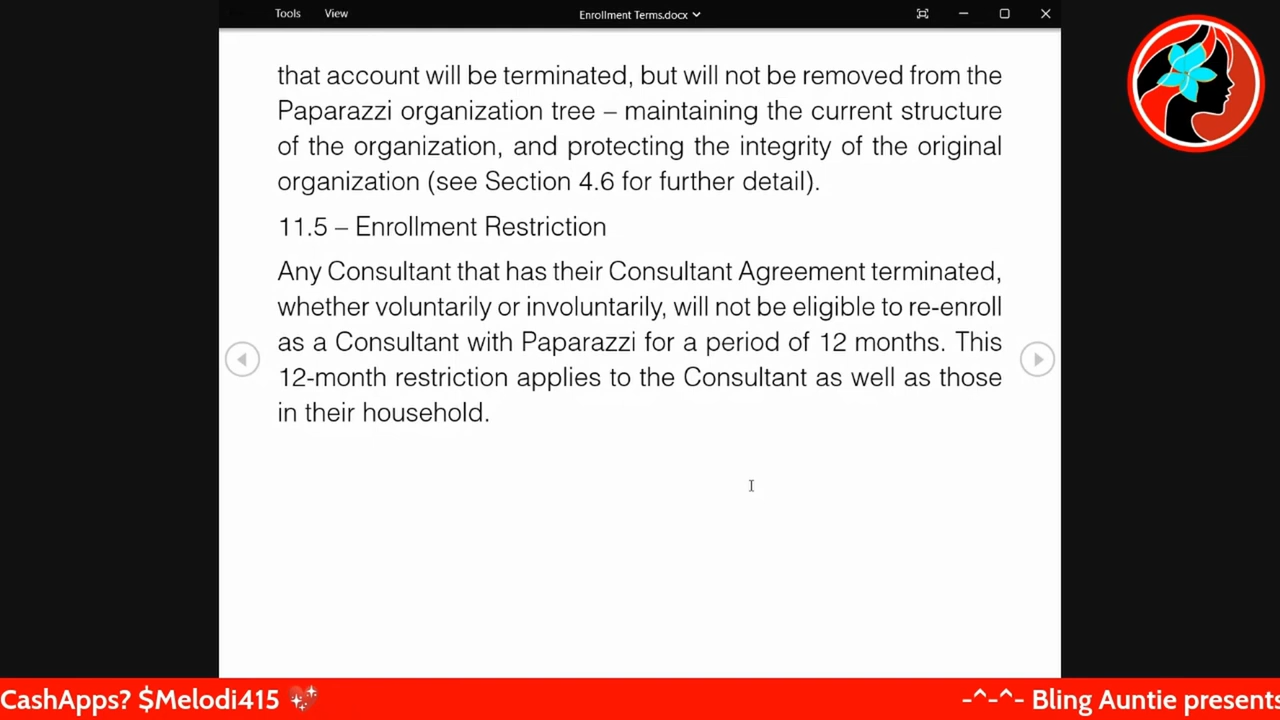 Tools View Enrollment Terms.docx
that account will be terminated, but will not be removed from the
Paparazzi organization tree – maintaining the current structure
of the organization, and protecting the integrity of the original
organization (see Section 4.6 for further detail).
11.5 – Enrollment Restriction
Any Consultant that has their Consultant Agreement terminated,
whether voluntarily or involuntarily, will not be eligible to re-enroll
as a Consultant with Paparazzi for a period of 12 months. This
12-month restriction applies to the Consultant as well as those
in their household.
CashApps? $Melodi415 💖 -^-^- Bling Auntie presents